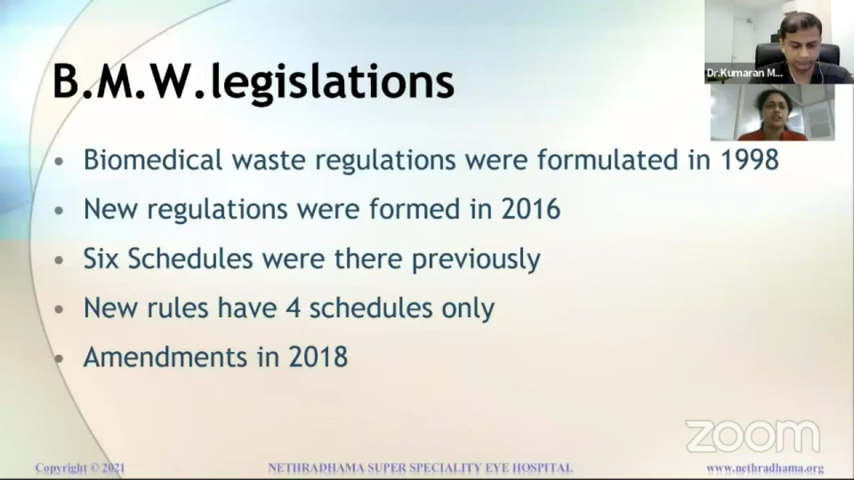 B.M.W.legislations
Dr.Kumaran M...
• Biomedical waste regulations were formulated in 1998
• New regulations were formed in 2016
• Six Schedules were there previously
• New rules have 4 schedules only
• Amendments in 2018
zoom
Copyright © 2021
NETHRADHAMA SUPER SPECIALITY EYE HOSPITAL
www.nethradhama.org